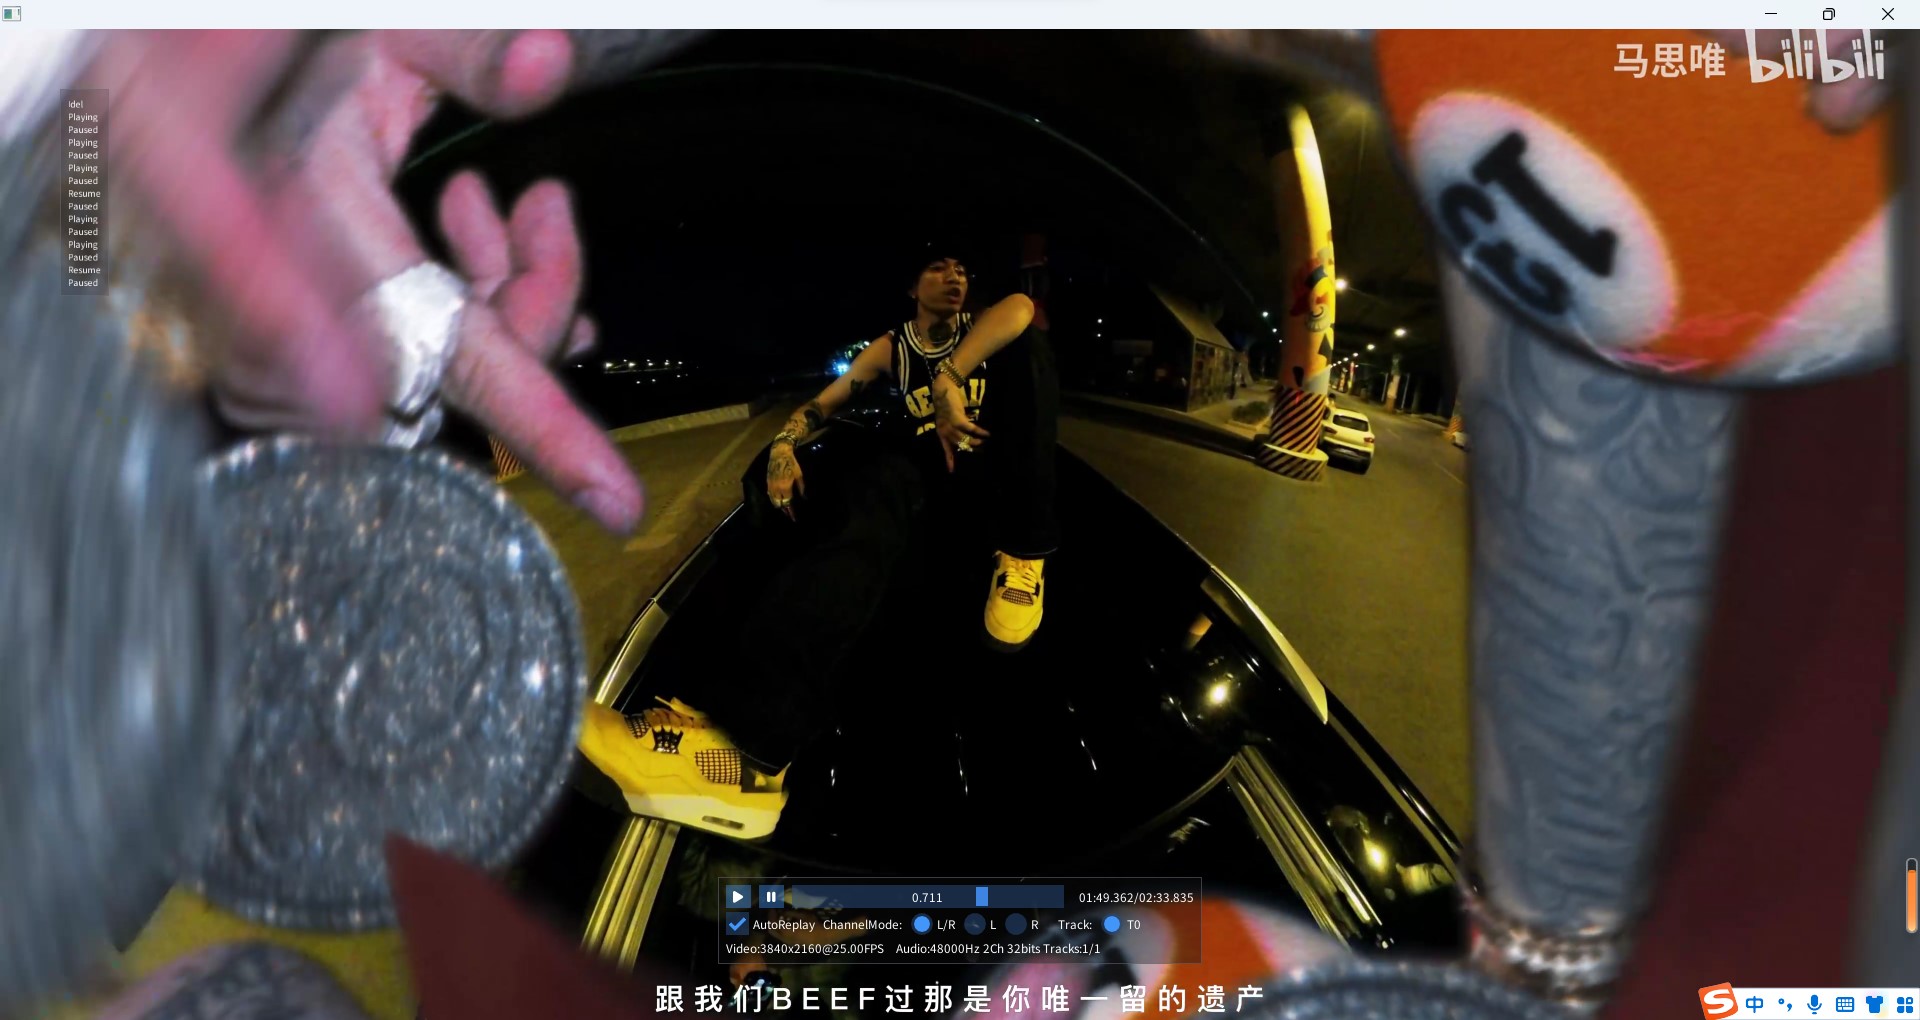 马思唯 bilibili
Idel
Playing
Paused
Playing
Paused
Playing
Paused
Resume
Paused
Playing
Paused
Playing
Paused
Resume
Paused
13
0.711
01:49.362/02:33.835
AutoReplay ChannelMode: L/R L R Track: T0
Video:3840x2160@25.00FPS Audio:48000Hz 2Ch 32bits Tracks:1/1
跟我们BEEF过那是你唯一留的遗产
S 中